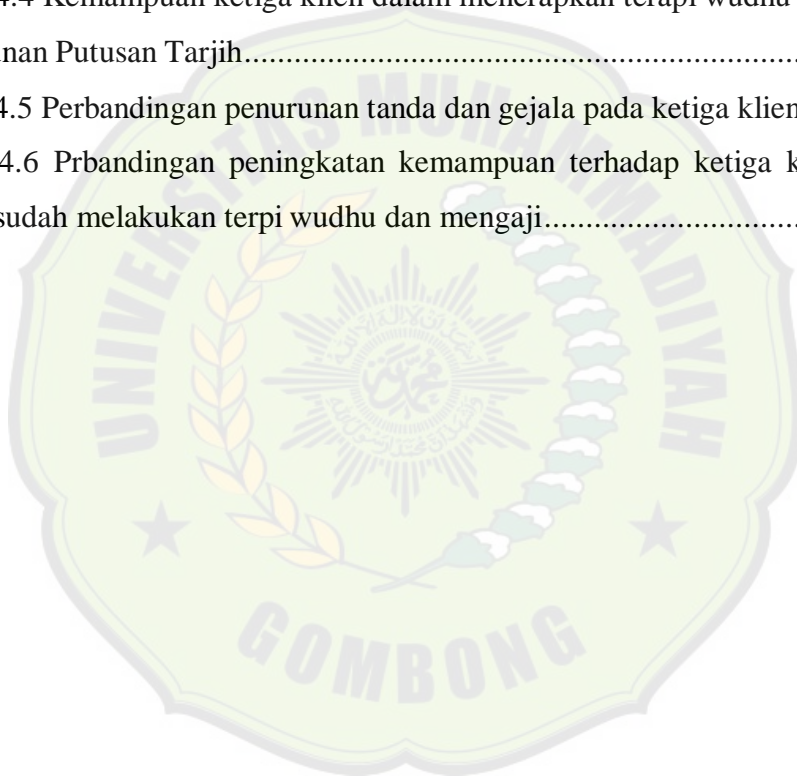 4.4 Kemampuan ketiga klien dalam menerapkan terapi wudhu
unan Putusan Tarjih
4.5 Perbandingan penurunan tanda dan gejala pada ketiga klien
4.6 Prbandingan peningkatan kemampuan terhadap ketiga k
sudah melakukan terpi wudhu dan mengaji
UNIVERSITAS MUHAMMADIYAH
GOMBONG